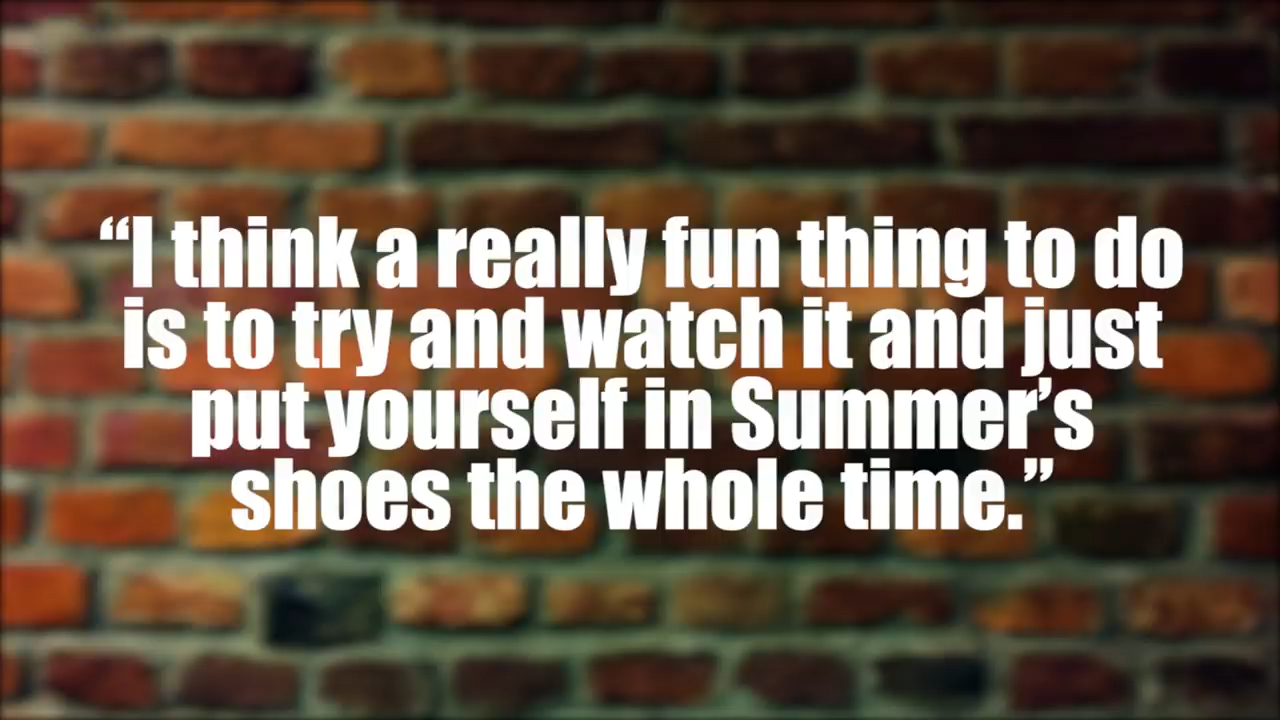 “I think a really fun thing to do
is to try and watch it and just
put yourself in Summer’s
shoes the whole time.”